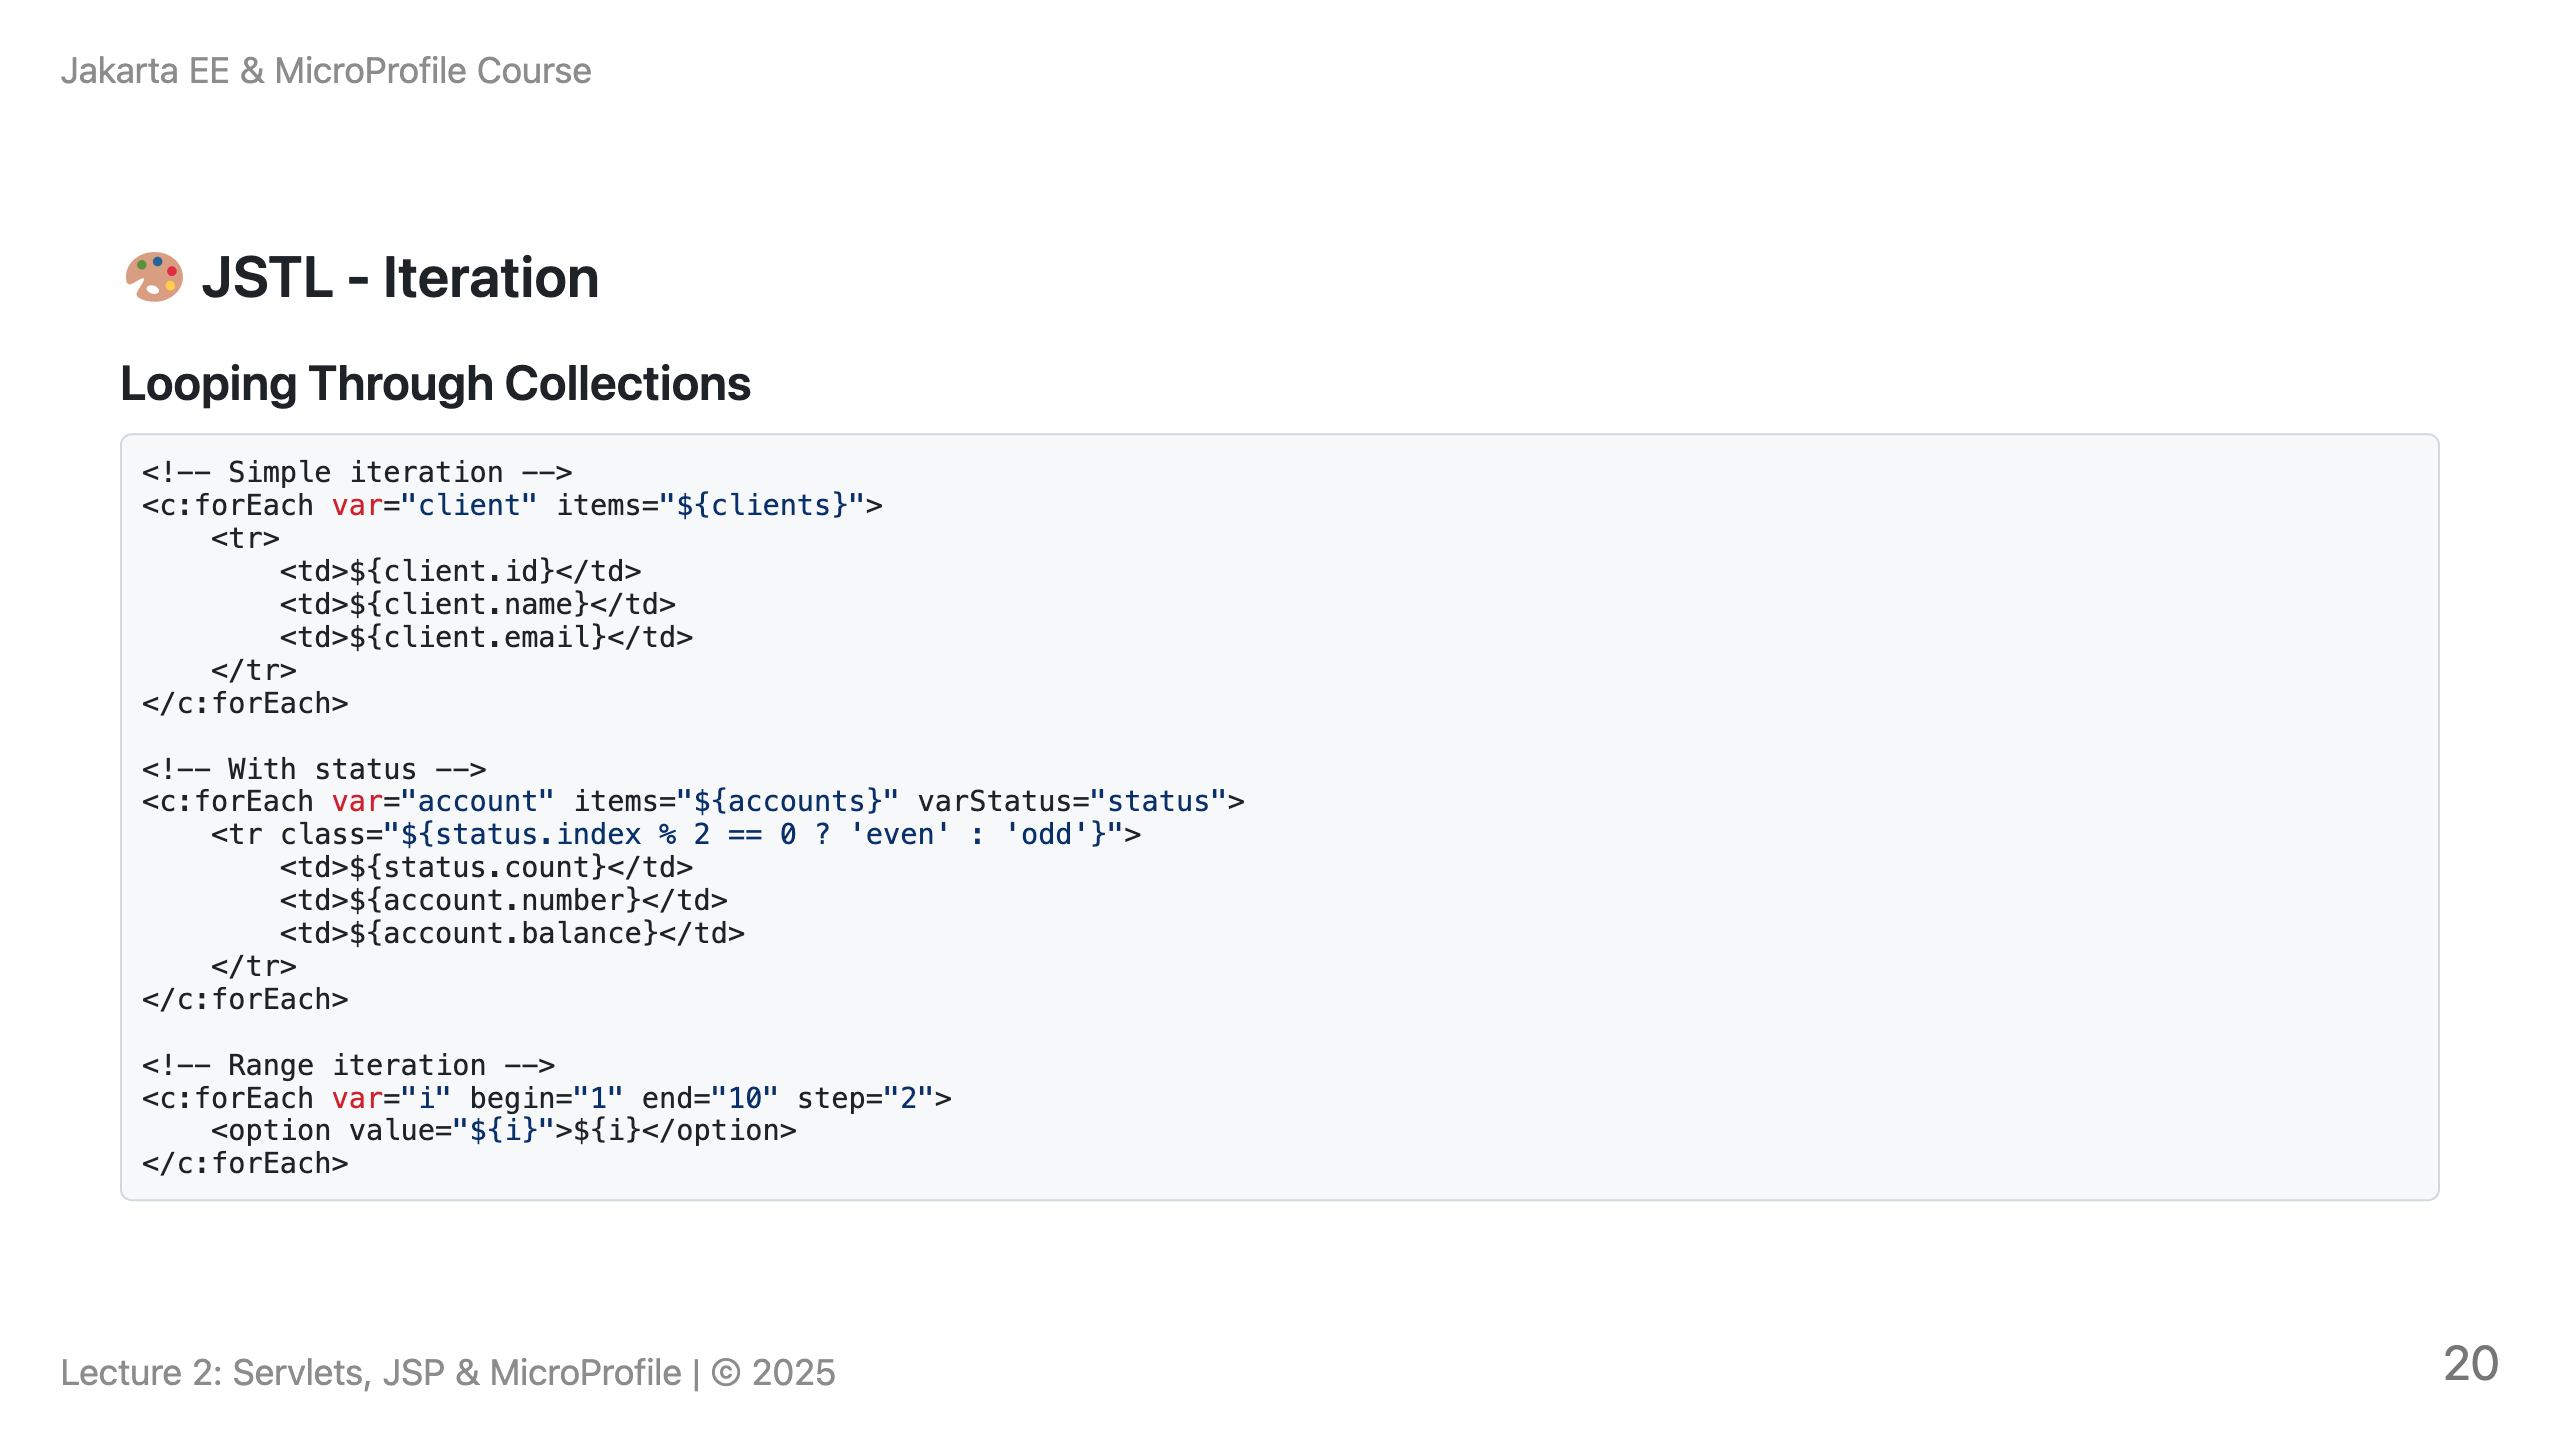 Jakarta EE & MicroProfile Course
🎨 JSTL - Iteration
Looping Through Collections
<!-- Simple iteration -->
<c:forEach var="client" items="${clients}">
    <tr>
        <td>${client.id}</td>
        <td>${client.name}</td>
        <td>${client.email}</td>
    </tr>
</c:forEach>

<!-- With status -->
<c:forEach var="account" items="${accounts}" varStatus="status">
    <tr class="${status.index % 2 == 0 ? 'even' : 'odd'}">
        <td>${status.count}</td>
        <td>${account.number}</td>
        <td>${account.balance}</td>
    </tr>
</c:forEach>

<!-- Range iteration -->
<c:forEach var="i" begin="1" end="10" step="2">
    <option value="${i}">${i}</option>
</c:forEach>
Lecture 2: Servlets, JSP & MicroProfile | © 2025
20